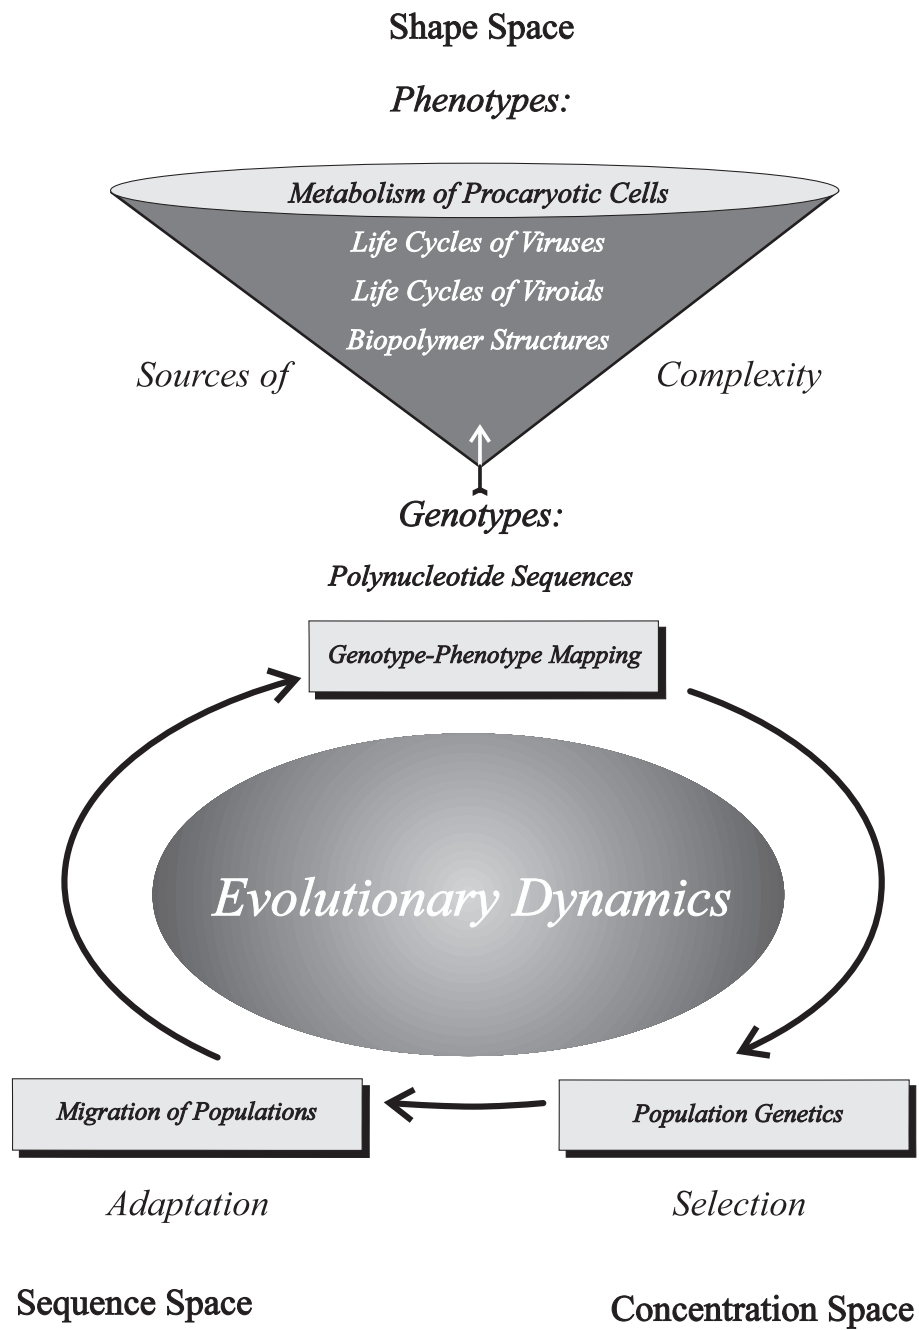 Shape Space
Phenotypes:
Metabolism of Procaryotic Cells
Life Cycles of Viruses
Life Cycles of Viroids
Biopolymer Structures
Sources of
Complexity
Genotypes:
Polynucleotide Sequences
Genotype-Phenotype Mapping
Evolutionary Dynamics
Migration of Populations
Population Genetics
Adaptation
Selection
Sequence Space
Concentration Space